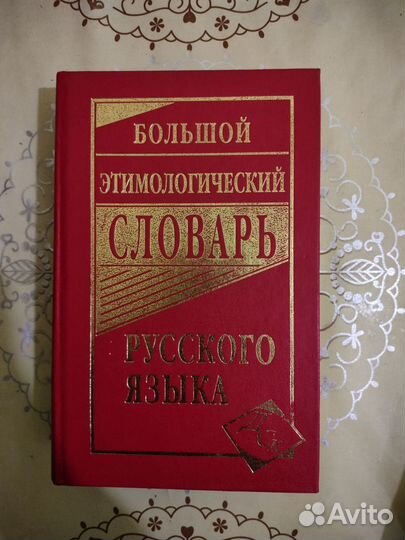 БОЛЬШОЙ
ЭТИМОЛОГИЧЕСКИЙ
СЛОВАРЬ
РУССКОГО
ЯЗЫКА
Avito